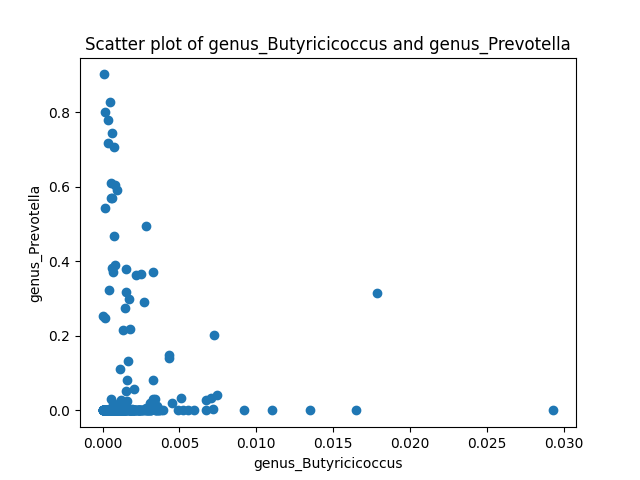 Scatter plot of genus_Butyricicoccus and genus_Prevotella
0.8
0.6
0.4
0.2
0.0
genus_Prevotella
0.000 0.005 0.010 0.015 0.020 0.025 0.030
genus_Butyricicoccus